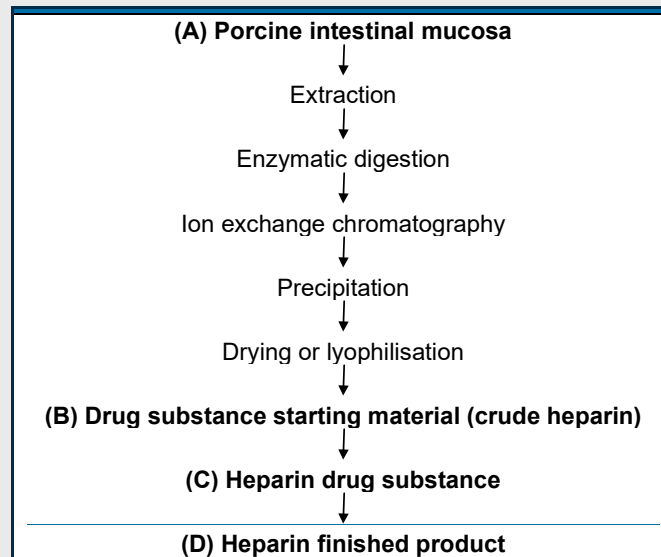 (A) Porcine intestinal mucosa
Extraction
Enzymatic digestion
Ion exchange chromatography
Precipitation
Drying or lyophilisation
(B) Drug substance starting material (crude heparin)
(C) Heparin drug substance
(D) Heparin finished product